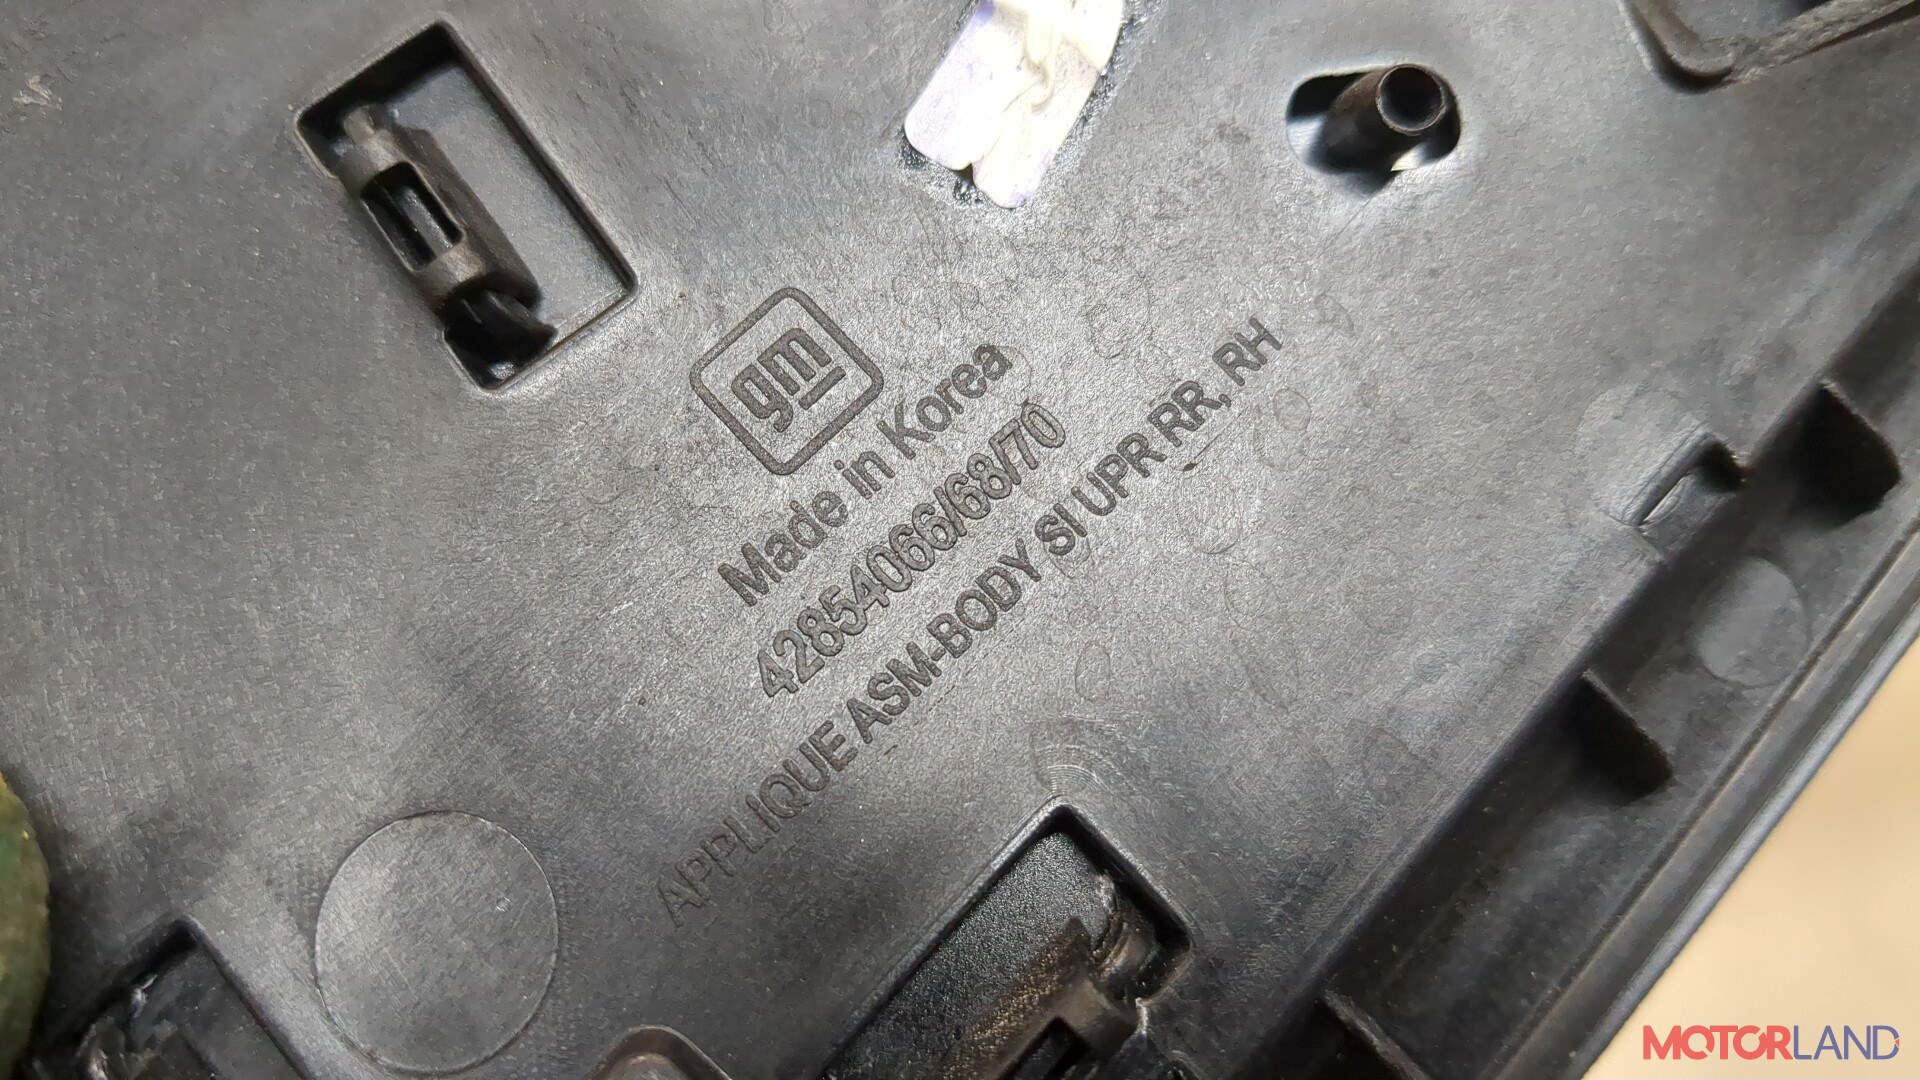 gm
Made in Korea
42854066/68/70
APPLIQUE ASM-BODY SI UPR RR, RH
MOTORLAND